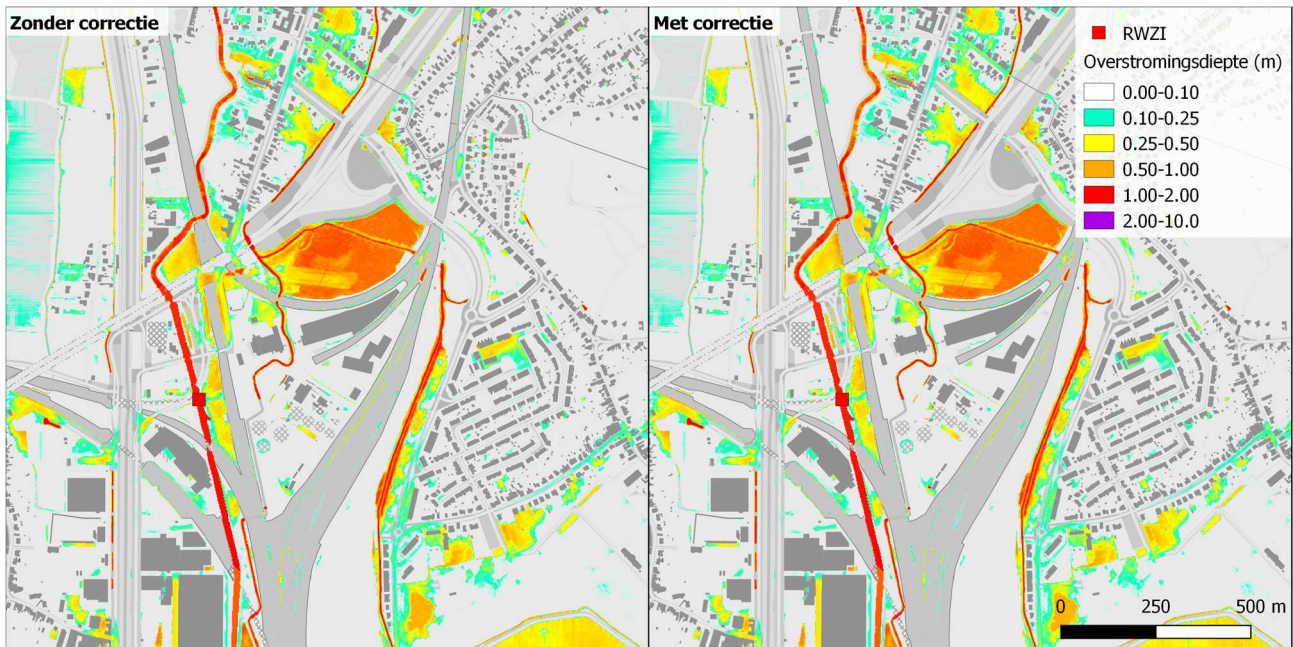 Zonder correctie
Met correctie
RWZI
Overstromingsdiepte (m)
0.00-0.10
0.10-0.25
0.25-0.50
0.50-1.00
1.00-2.00
2.00-10.0
0 250 500 m